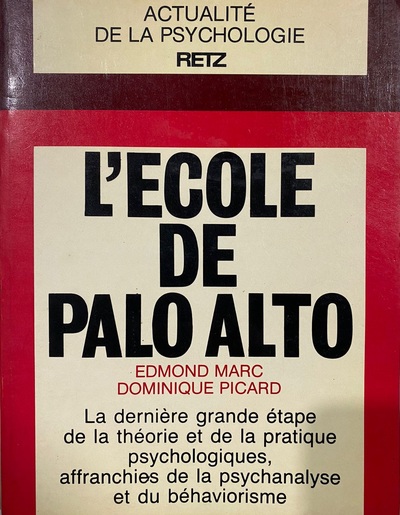 ACTUALITÉ
DE LA PSYCHOLOGIE
RETZ
L'ECOLE
DE
PALO ALTO
EDMOND MARC
DOMINIQUE PICARD
La dernière grande étape
de la théorie et de la pratique
psychologiques,
affranchies de la psychanalyse
et du béhaviorisme